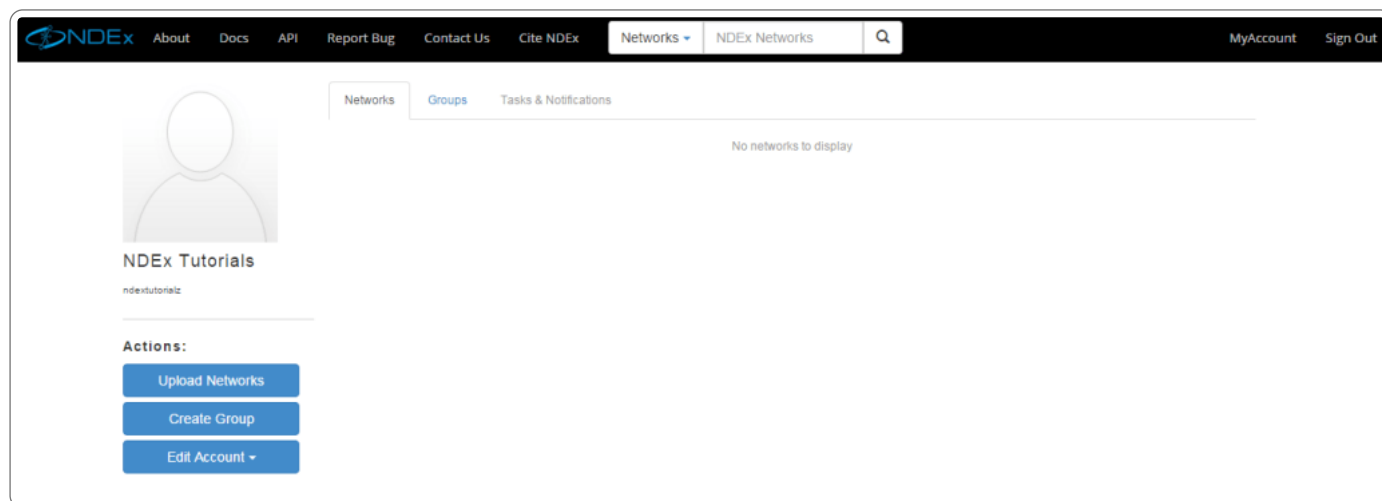 NDEx About Docs API Report Bug Contact Us Cite NDEx Networks NDEx Networks MyAccount Sign Out
Networks Groups Tasks & Notifications
No networks to display
NDEx Tutorials
ndextutorialz
Actions:
Upload Networks
Create Group
Edit Account